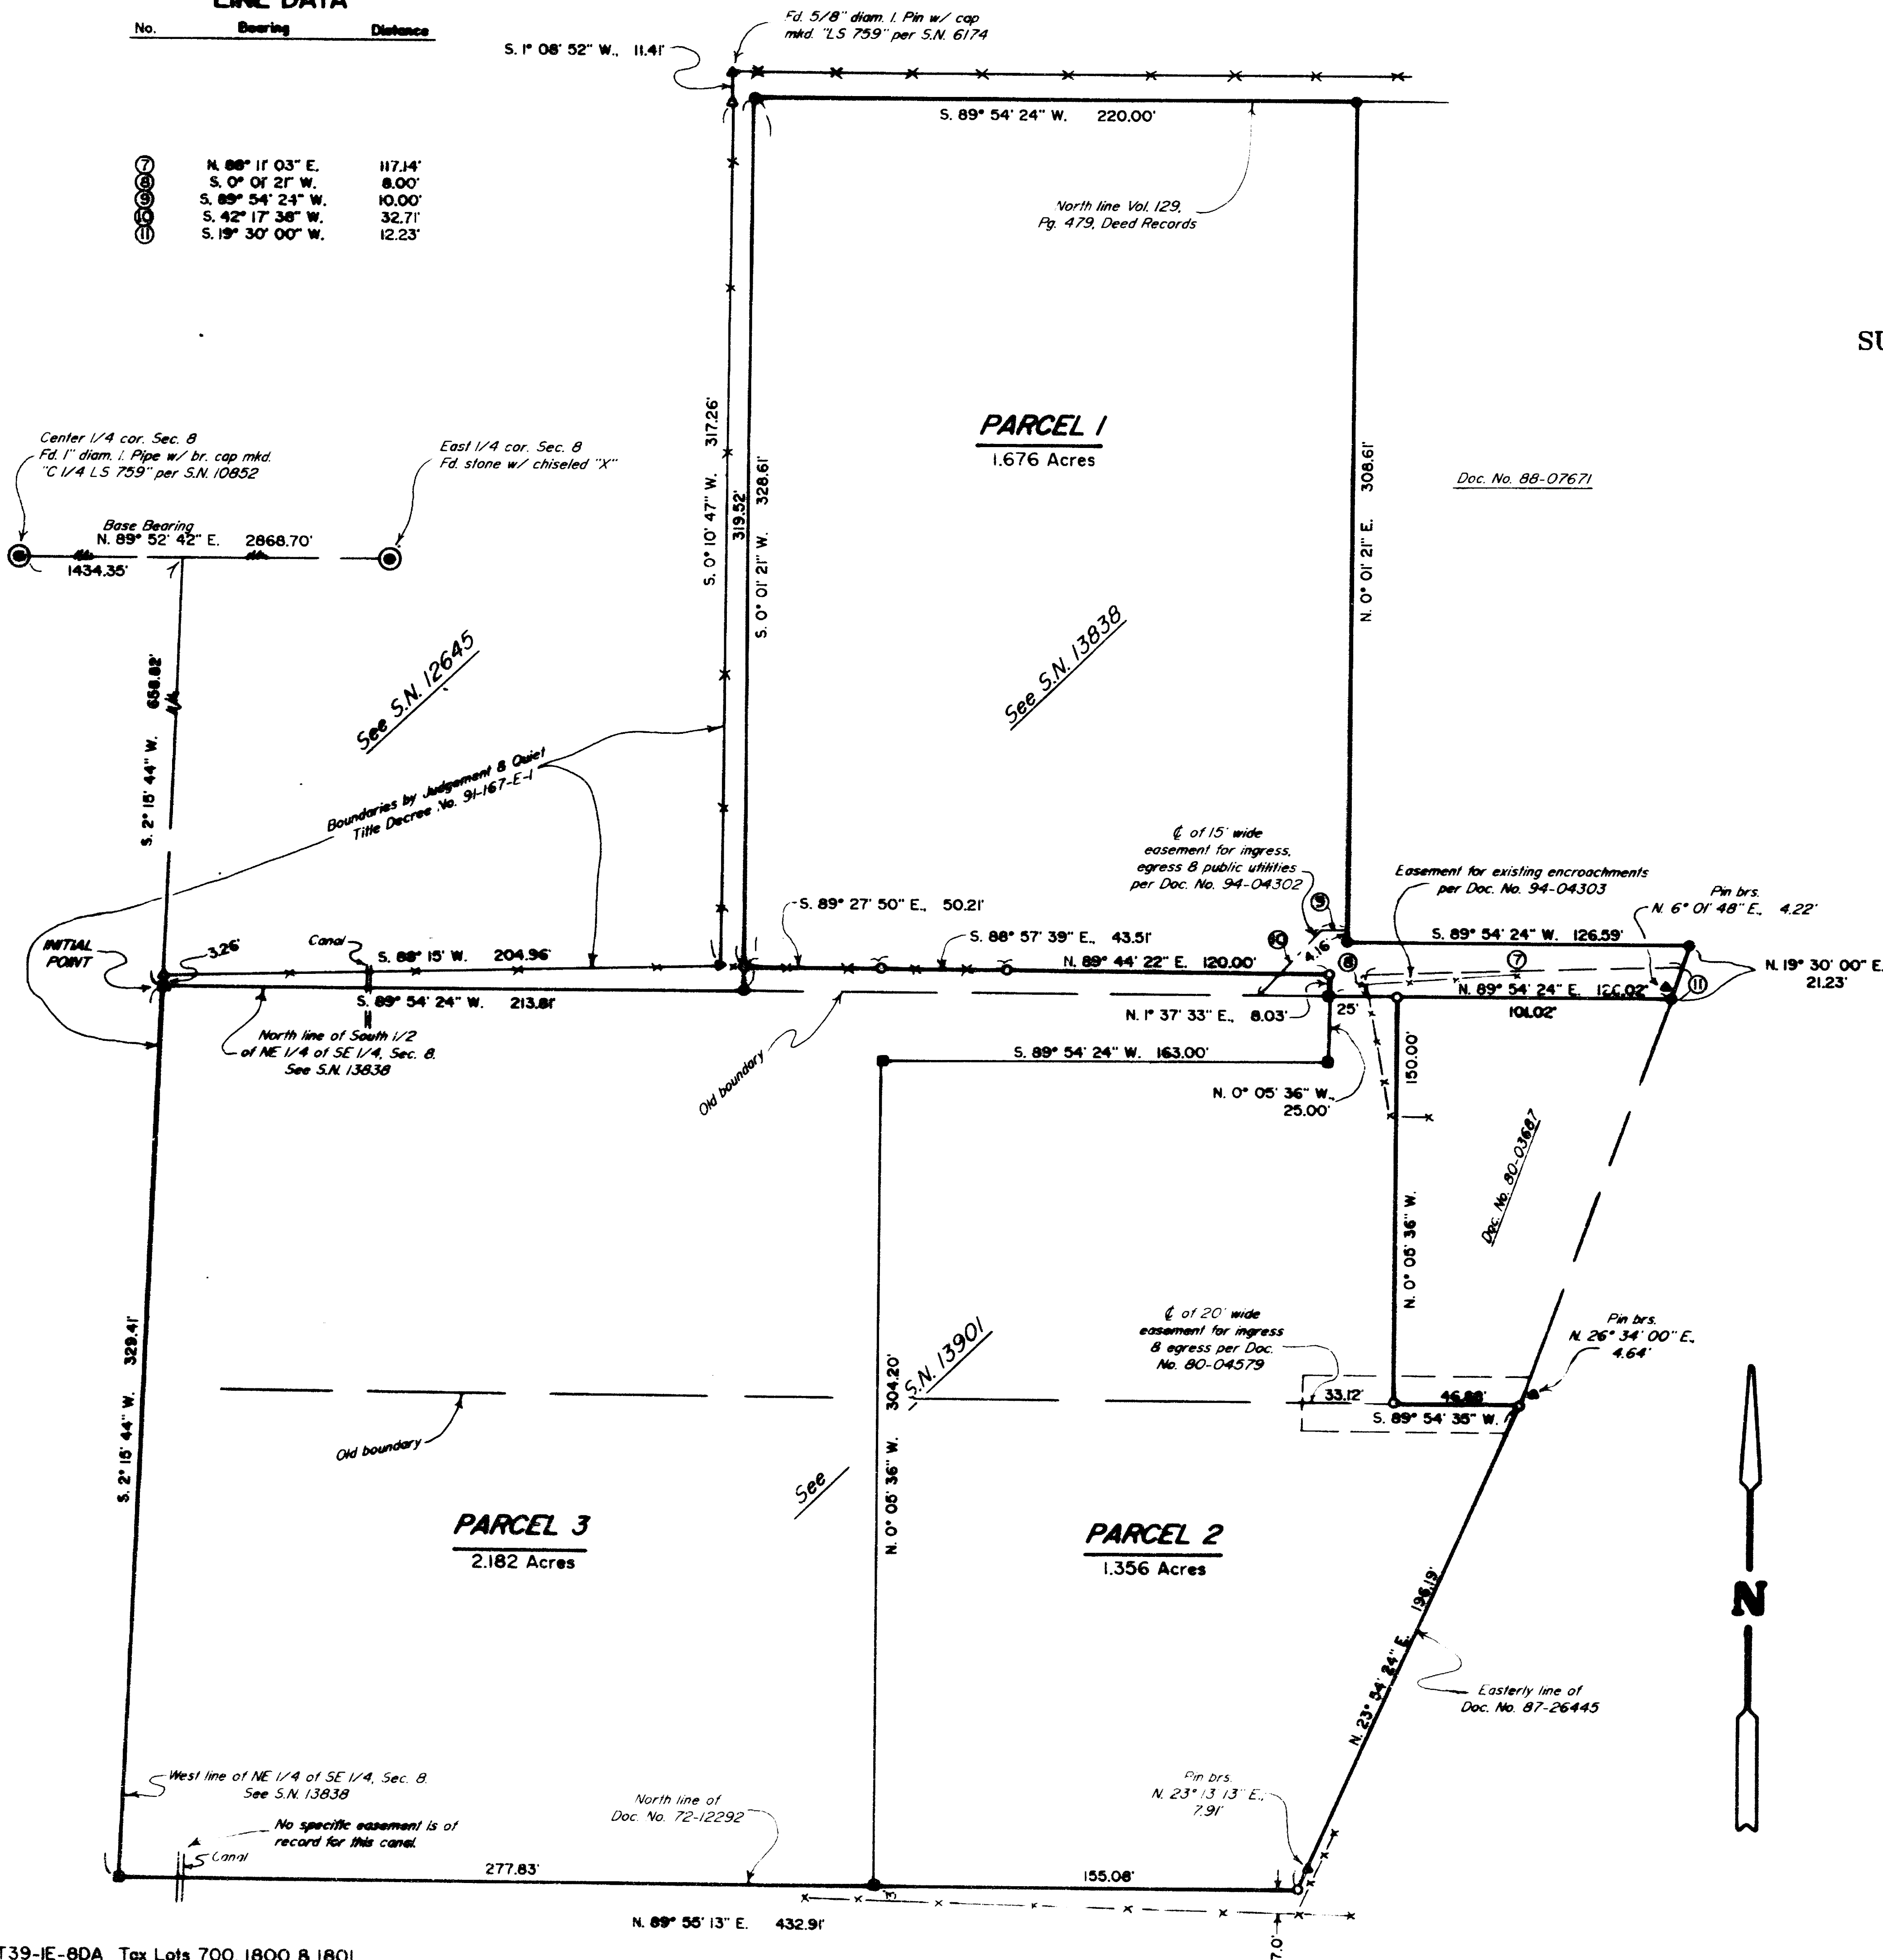 LINE DATA
No. Bearing Distance
⑦ N. 88° 11' 03" E. 117.14'
⑧ S. 0° 01' 21" W. 8.00'
⑨ S. 89° 54' 24" W. 10.00'
⑩ S. 42° 17' 38" W. 32.71'
⑪ S. 19° 30' 00" W. 12.23'
S. 1° 08' 52" W., 11.41'
Fd. 5/8" diam. I. Pin w/ cap
mkd. "LS 759" per S.N. 6174
S. 89° 54' 24" W. 220.00'
North line Vol. 129,
Pg. 479, Deed Records
SU
Center 1/4 cor. Sec. 8
Fd. 1" diam. I. Pipe w/ br. cap mkd.
"C 1/4 LS 759" per S.N. 10852
East 1/4 cor. Sec. 8
Fd. stone w/ chiseled "X"
Base Bearing
N. 89° 52' 42" E. 2868.70'
1434.35'
S. 0° 10' 47" W. 317.26'
319.52'
S. 0° 01' 21" W. 328.61'
PARCEL 1
1.676 Acres
N. 0° 01' 21" E. 308.61'
Doc. No. 88-07671
S. 2° 15' 44" W. 658.82'
See S.N. 12645
See S.N. 13838
Boundaries by Judgement & Quiet
Title Decree No. 91-167-E-1
₵ of 15' wide
easement for ingress,
egress & public utilities
per Doc. No. 94-04302
Easement for existing encroachments
per Doc. No. 94-04303
Pin brs.
N. 6° 01' 48" E., 4.22'
INITIAL
POINT
3.26'
Canal
S. 88° 15' W. 204.96'
S. 89° 27' 50" E., 50.21'
S. 88° 57' 39" E., 43.51'
N. 89° 44' 22" E. 120.00'
⑨
⑩
4.16'
⑧
S. 89° 54' 24" W. 126.59'
⑦
⑪
N. 19° 30' 00" E.
21.23'
S. 89° 54' 24" W. 213.81'
N. 89° 54' 24" E. 126.02'
101.02'
25'
N. 1° 37' 33" E., 8.03'
North line of South 1/2
of NE 1/4 of SE 1/4, Sec. 8.
See S.N. 13838
Old boundary
S. 89° 54' 24" W. 163.00'
N. 0° 05' 36" W.,
25.00'
150.00'
N. 0° 05' 36" W.
Doc. No. 80-03687
S. 2° 15' 44" W. 329.41'
Old boundary
See
S.N. 13901
N. 0° 05' 36" W. 304.20'
₵ of 20' wide
easement for ingress
& egress per Doc.
No. 80-04579
33.12'
46.88'
S. 89° 54' 35" W.
Pin brs.
N. 26° 34' 00" E.,
4.64'
PARCEL 3
2.182 Acres
PARCEL 2
1.356 Acres
N
N. 23° 54' 24" E. 196.19'
Easterly line of
Doc. No. 87-26445
West line of NE 1/4 of SE 1/4, Sec. 8.
See S.N. 13838
No specific easement is of
record for this canal.
Canal
North line of
Doc. No. 72-12292
Pin brs.
N. 23° 13' 13" E.,
7.91'
277.83'
155.08'
N. 89° 55' 13" E. 432.91'
7.0'
T39-1E-8DA Tax Lots 700, 1800 & 1801